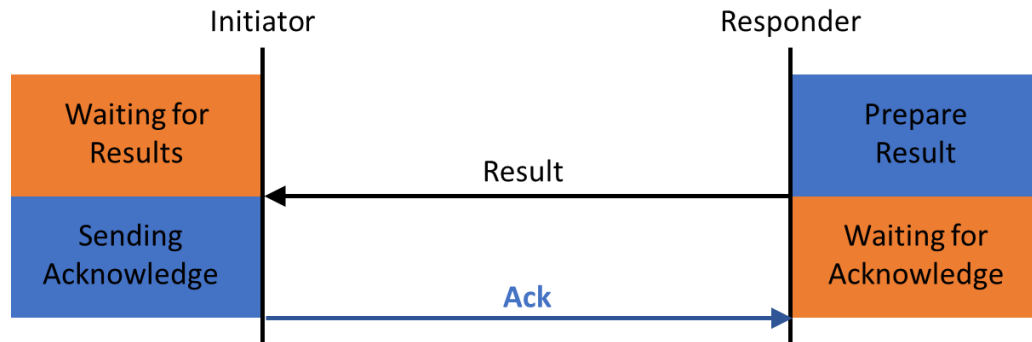 Initiator
Responder
Waiting for
Results
Prepare
Result
Result
Sending
Acknowledge
Waiting for
Acknowledge
Ack